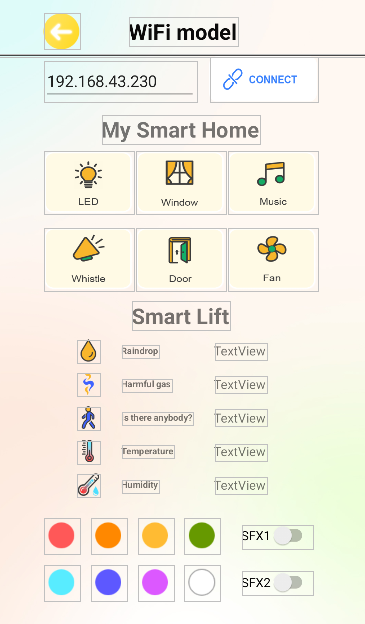 WiFi model
192.168.43.230
CONNECT
My Smart Home
LED
Window
Music
Whistle
Door
Fan
Smart Lift
Raindrop TextView
Harmful gas TextView
Is there anybody? TextView
Temperature TextView
Humidity TextView
SFX1
SFX2